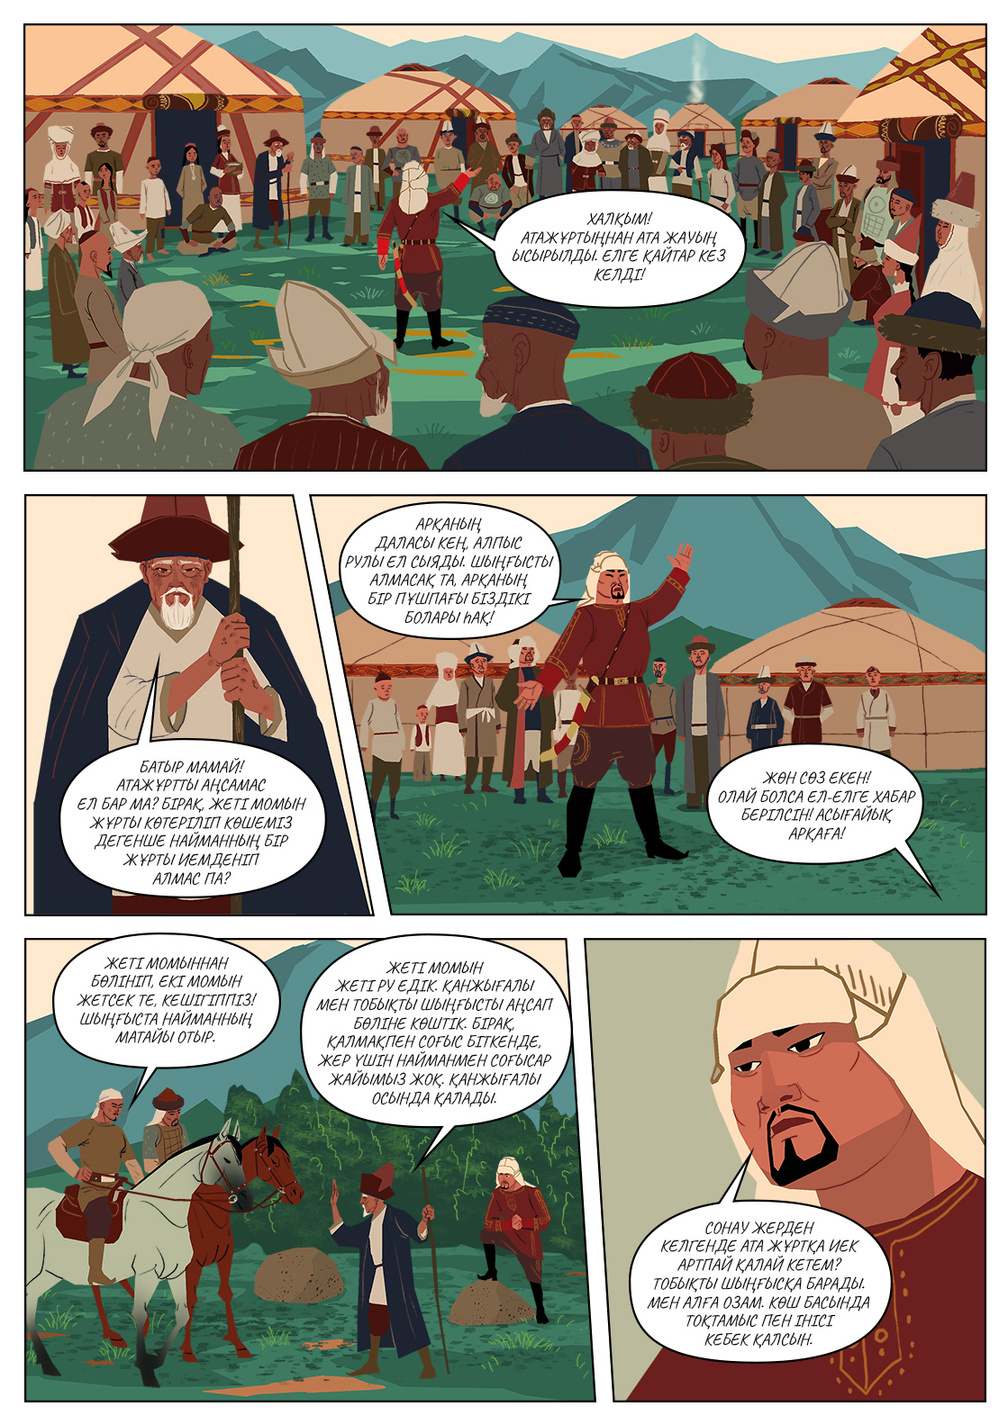 ХАЛҚЫМ!
АТАЖҰРТЫҢНАН АТА ЖАУЫҢ
ЫСЫРЫЛДЫ. ЕЛГЕ ҚАЙТАР КЕЗ
КЕЛДІ!
БАТЫР МАМАЙ!
АТАЖҰРТТЫ АҢСАМАС
ЕЛ БАР МА? БІРАҚ, ЖЕТІ МОМЫН
ЖҰРТЫ КӨТЕРІЛІП КӨШЕМІЗ
ДЕГЕНШЕ НАЙМАННЫҢ БІР
ЖҰРТЫ ИЕМДЕНІП
АЛМАС ПА?
АРҚАНЫҢ
ДАЛАСЫ КЕҢ, АЛПЫС
РУЛЫ ЕЛ СЫЯДЫ. ШЫҢҒЫСТЫ
АЛМАСАҚ ТА, АРҚАНЫҢ
БІР ПҰШПАҒЫ БІЗДІКІ
БОЛАРЫ ҺАҚ!
ЖӨН СӨЗ ЕКЕН!
ОЛАЙ БОЛСА ЕЛ-ЕЛГЕ ХАБАР
БЕРІЛСІН! АСЫҒАЙЫҚ
АРҚАҒА!
ЖЕТІ МОМЫННАН
БӨЛІНІП, ЕКІ МОМЫН
ЖЕТСЕК ТЕ, КЕШІГІППІЗ!
ШЫҢҒЫСТА НАЙМАННЫҢ
МАТАЙЫ ОТЫР.
ЖЕТІ МОМЫН
ЖЕТІ РУ ЕДІК. ҚАНЖЫҒАЛЫ
МЕН ТОБЫҚТЫ ШЫҢҒЫСТЫ АҢСАП
БӨЛІНЕ КӨШТІК. БІРАҚ,
ҚАЛМАҚПЕН СОҒЫС БІТКЕНДЕ,
ЖЕР ҮШІН НАЙМАНМЕН СОҒЫСАР
ЖАЙЫМЫЗ ЖОҚ. ҚАНЖЫҒАЛЫ
ОСЫНДА ҚАЛАДЫ.
СОНАУ ЖЕРДЕН
КЕЛГЕНДЕ АТА ЖҰРТҚА ИЕК
АРТПАЙ ҚАЛАЙ КЕТЕМ?
ТОБЫҚТЫ ШЫҢҒЫСҚА БАРАДЫ.
МЕН АЛҒА ОЗАМ. КӨШ БАСЫНДА
ТОҚТАМЫС ПЕН ІНІСІ
КЕБЕК ҚАЛСЫН.